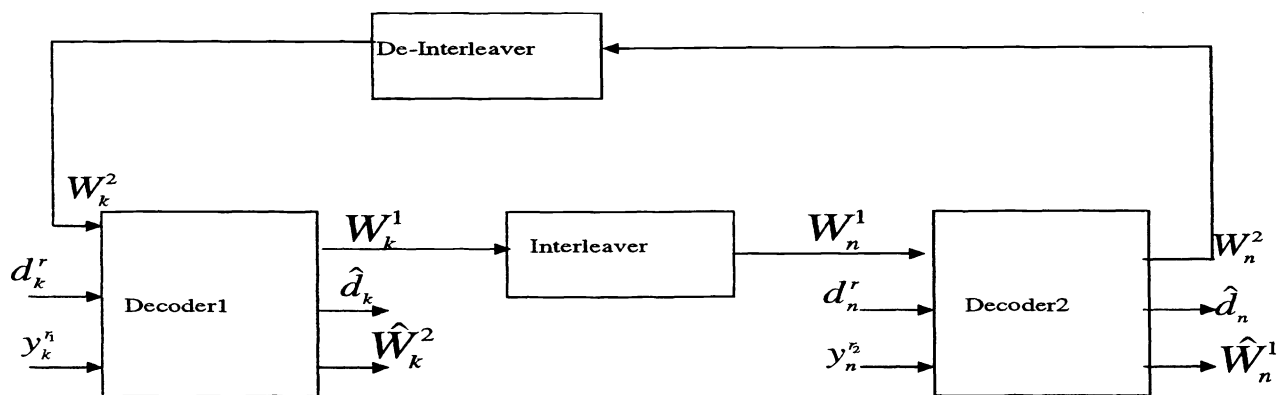 De-Interleaver
W_k^2
W_k^1
Interleaver
W_n^1
W_n^2
d_k^r
Decoder1
\hat{d}_k
d_n^r
Decoder2
\hat{d}_n
y_k^{r_1}
\hat{W}_k^2
y_n^{r_2}
\hat{W}_n^1